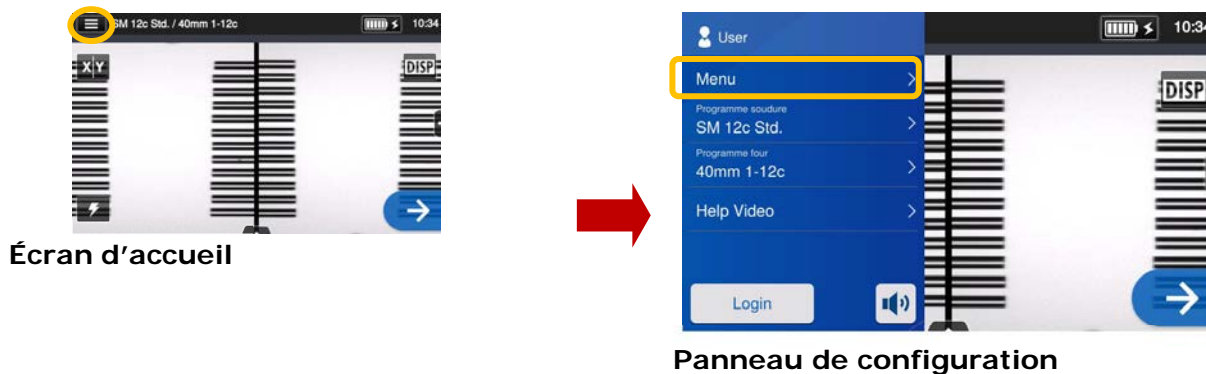 SM 12c Std. / 40mm 1-12c
10:34
X Y
DISP
Écran d'accueil
User
10:34
Menu
DISP
Programme soudure
SM 12c Std.
Programme four
40mm 1-12c
Help Video
Login
Panneau de configuration